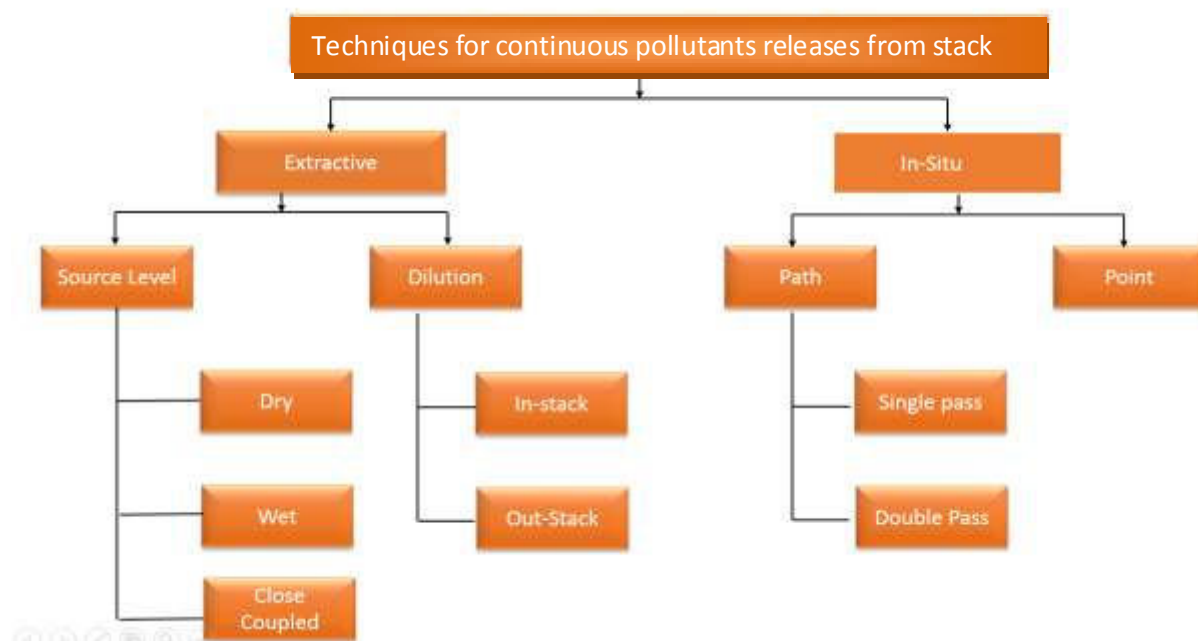 Techniques for continuous pollutants releases from stack
Extractive
In-Situ
Source Level
Dilution
Path
Point
Dry
In-stack
Single pass
Wet
Out-Stack
Double Pass
Close
Coupled